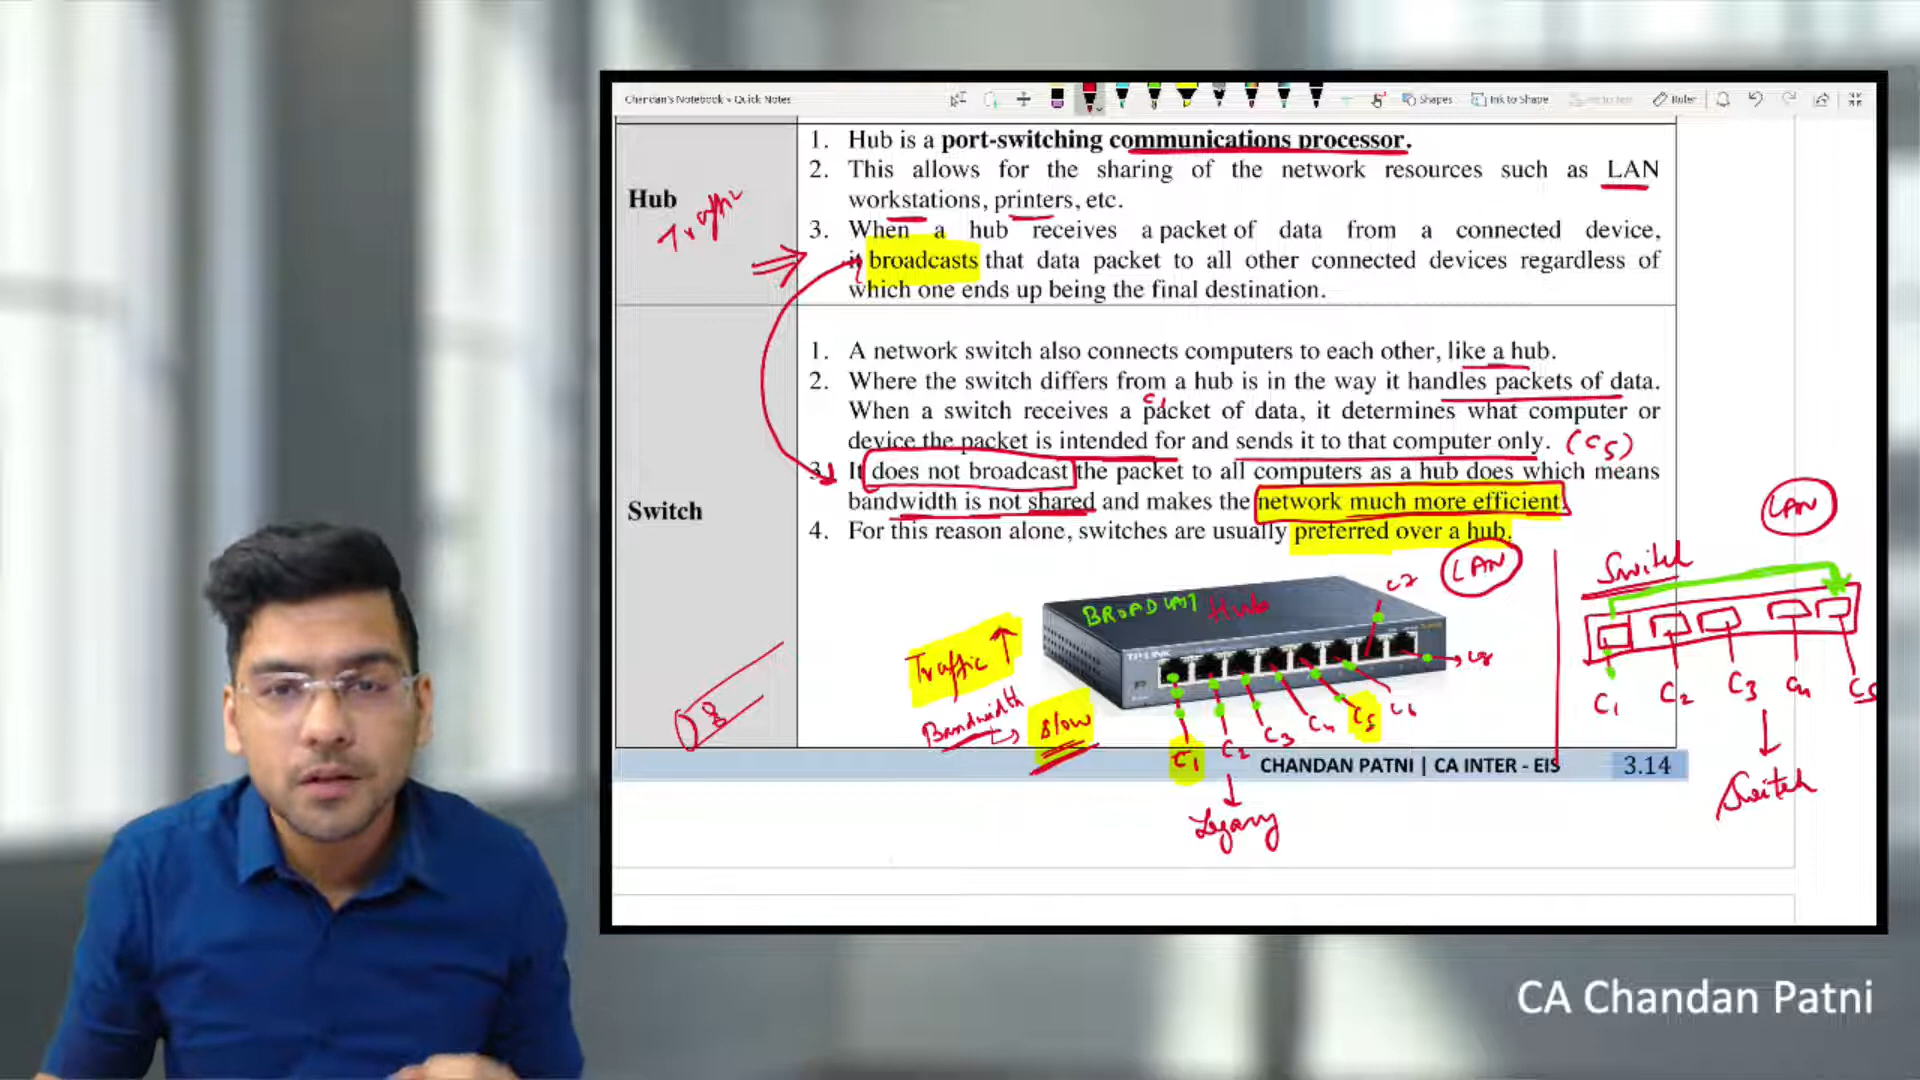 Chandan's Notebook » Quick Notes
Shapes
Ink to Shape
Ruler
Hub
Traffic
1. Hub is a port-switching communications processor.
2. This allows for the sharing of the network resources such as LAN
workstations, printers, etc.
3. When a hub receives a packet of data from a connected device,
it broadcasts that data packet to all other connected devices regardless of
which one ends up being the final destination.
Switch
1. A network switch also connects computers to each other, like a hub.
2. Where the switch differs from a hub is in the way it handles packets of data.
C1
When a switch receives a packet of data, it determines what computer or
device the packet is intended for and sends it to that computer only. (C5)
3. It does not broadcast the packet to all computers as a hub does which means
bandwidth is not shared and makes the network much more efficient.
4. For this reason alone, switches are usually preferred over a hub.
LAN
LAN
Switch
C7
BROADCAST Hub
TP-LINK
Traffic ↑
C8
Bandwidth
Slow
C1 C2 C3 C4 C5 C6
C1 C2 C3 C4 C5
Legacy
Switch
CHANDAN PATNI | CA INTER - EIS 3.14
CA Chandan Patni